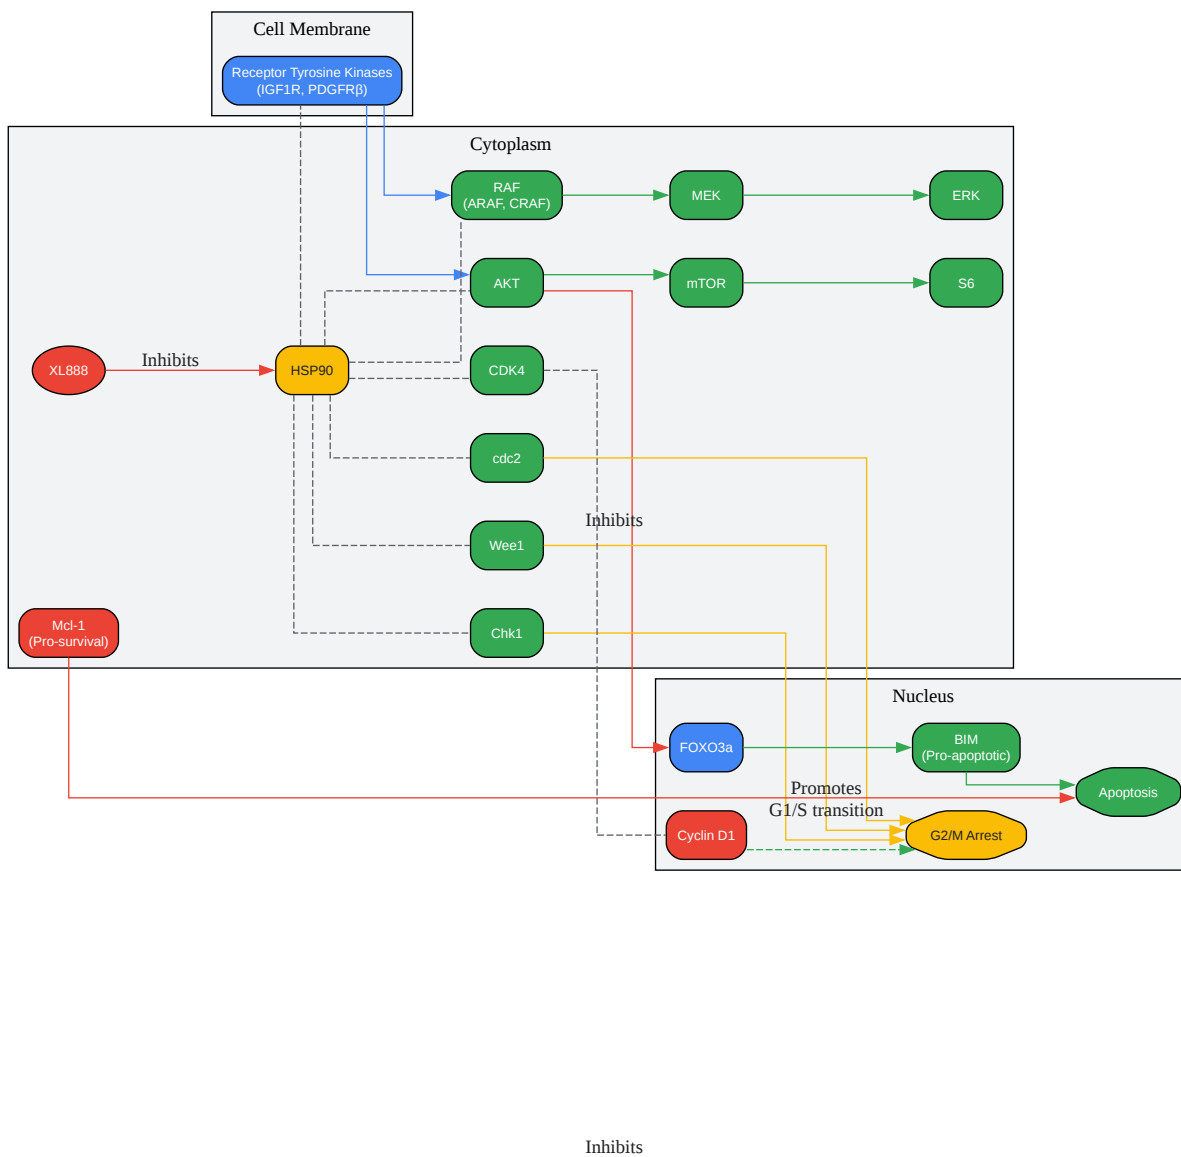 Cell Membrane
Receptor Tyrosine Kinases
(IGF1R, PDGFRβ)
Cytoplasm
RAF
(ARAF, CRAF)
MEK
ERK
AKT
mTOR
S6
XL888
Inhibits
HSP90
CDK4
cdc2
Inhibits
Wee1
Mcl-1
(Pro-survival)
Chk1
Nucleus
FOXO3a
BIM
(Pro-apoptotic)
Promotes
G1/S transition
Apoptosis
Cyclin D1
G2/M Arrest
Inhibits